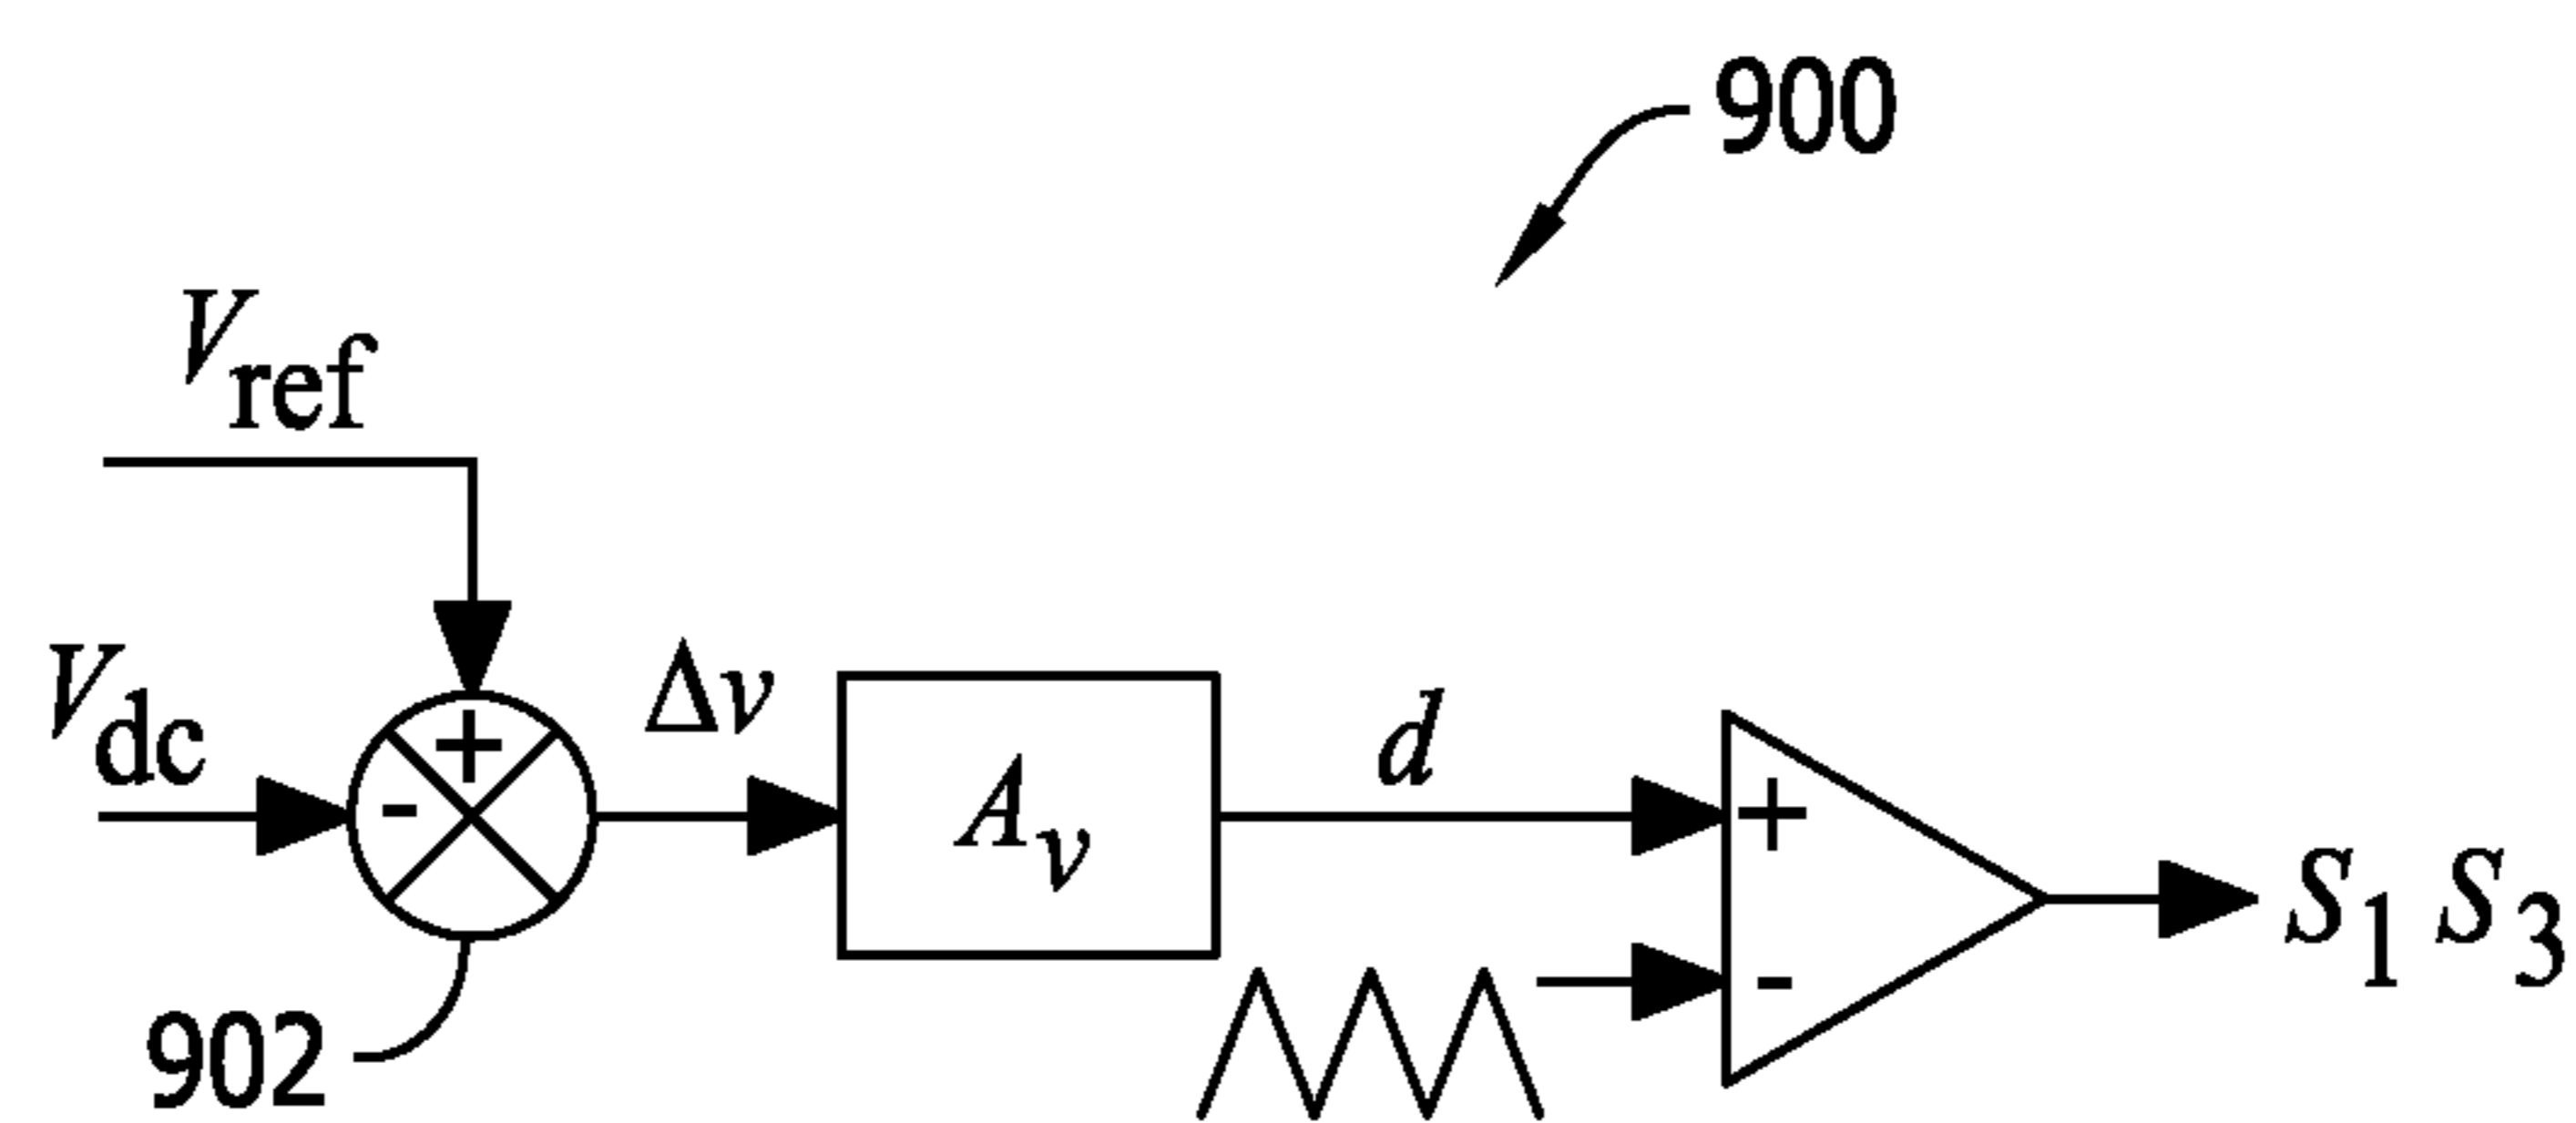 900
Vref
Vdc
+
-
Δv
Av
d
+
-
S1 S3
902